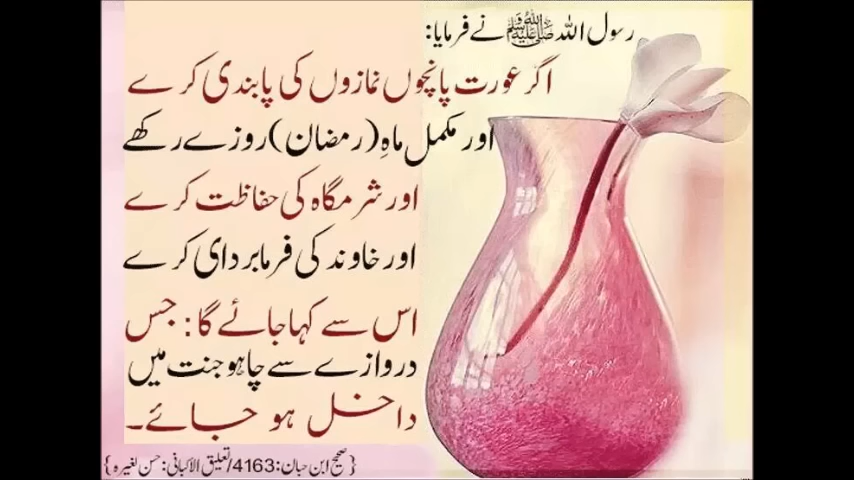 رسول اللہ ﷺ نے فرمایا:
اگر عورت پانچوں نمازوں کی پابندی کرے
اور مکمل ماہِ (رمضان) روزے رکھے
اور شرمگاہ کی حفاظت کرے
اور خاوند کی فرمابرداری کرے
اس سے کہا جائے گا: جس
دروازے سے چاہو جنت میں
داخل ہو جائے۔
{صحیح ابن حبان: 4163/تعلیق الألبانی: حسن لغیرہ}